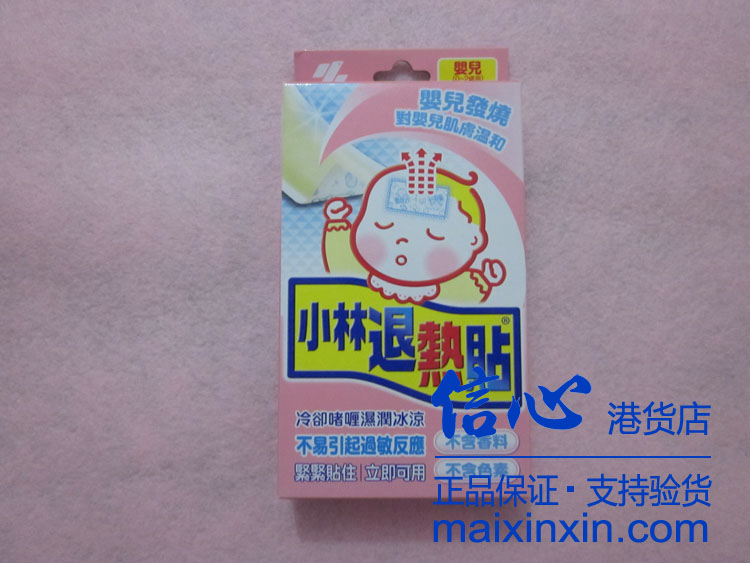 嬰兒
嬰兒發燒
對嬰兒肌膚溫和
小林退熱貼®
冷卻啫喱濕潤冰涼
不易引起過敏反應
不含香料
緊緊貼住 | 立即可用
不含色素
信心 港货店
正品保证·支持验货
maixinxin.com